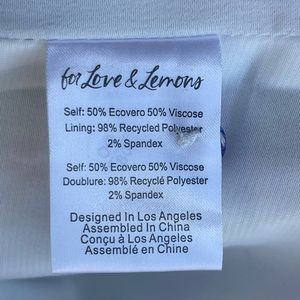 for Love & Lemons
Self: 50% Ecovero 50% Viscose
Lining: 98% Recycled Polyester
2% Spandex
Self: 50% Ecovero 50% Viscose
Doublure: 98% Recyclé Polyester
2% Spandex
Designed In Los Angeles
Assembled In China
Conçu à Los Angeles
Assemblé en Chine